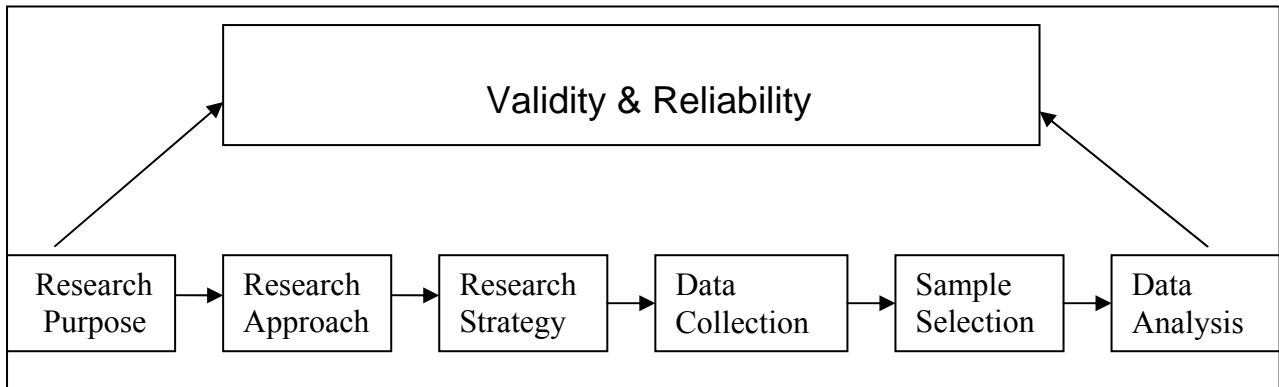 Validity & Reliability
Research
Purpose
Research
Approach
Research
Strategy
Data
Collection
Sample
Selection
Data
Analysis